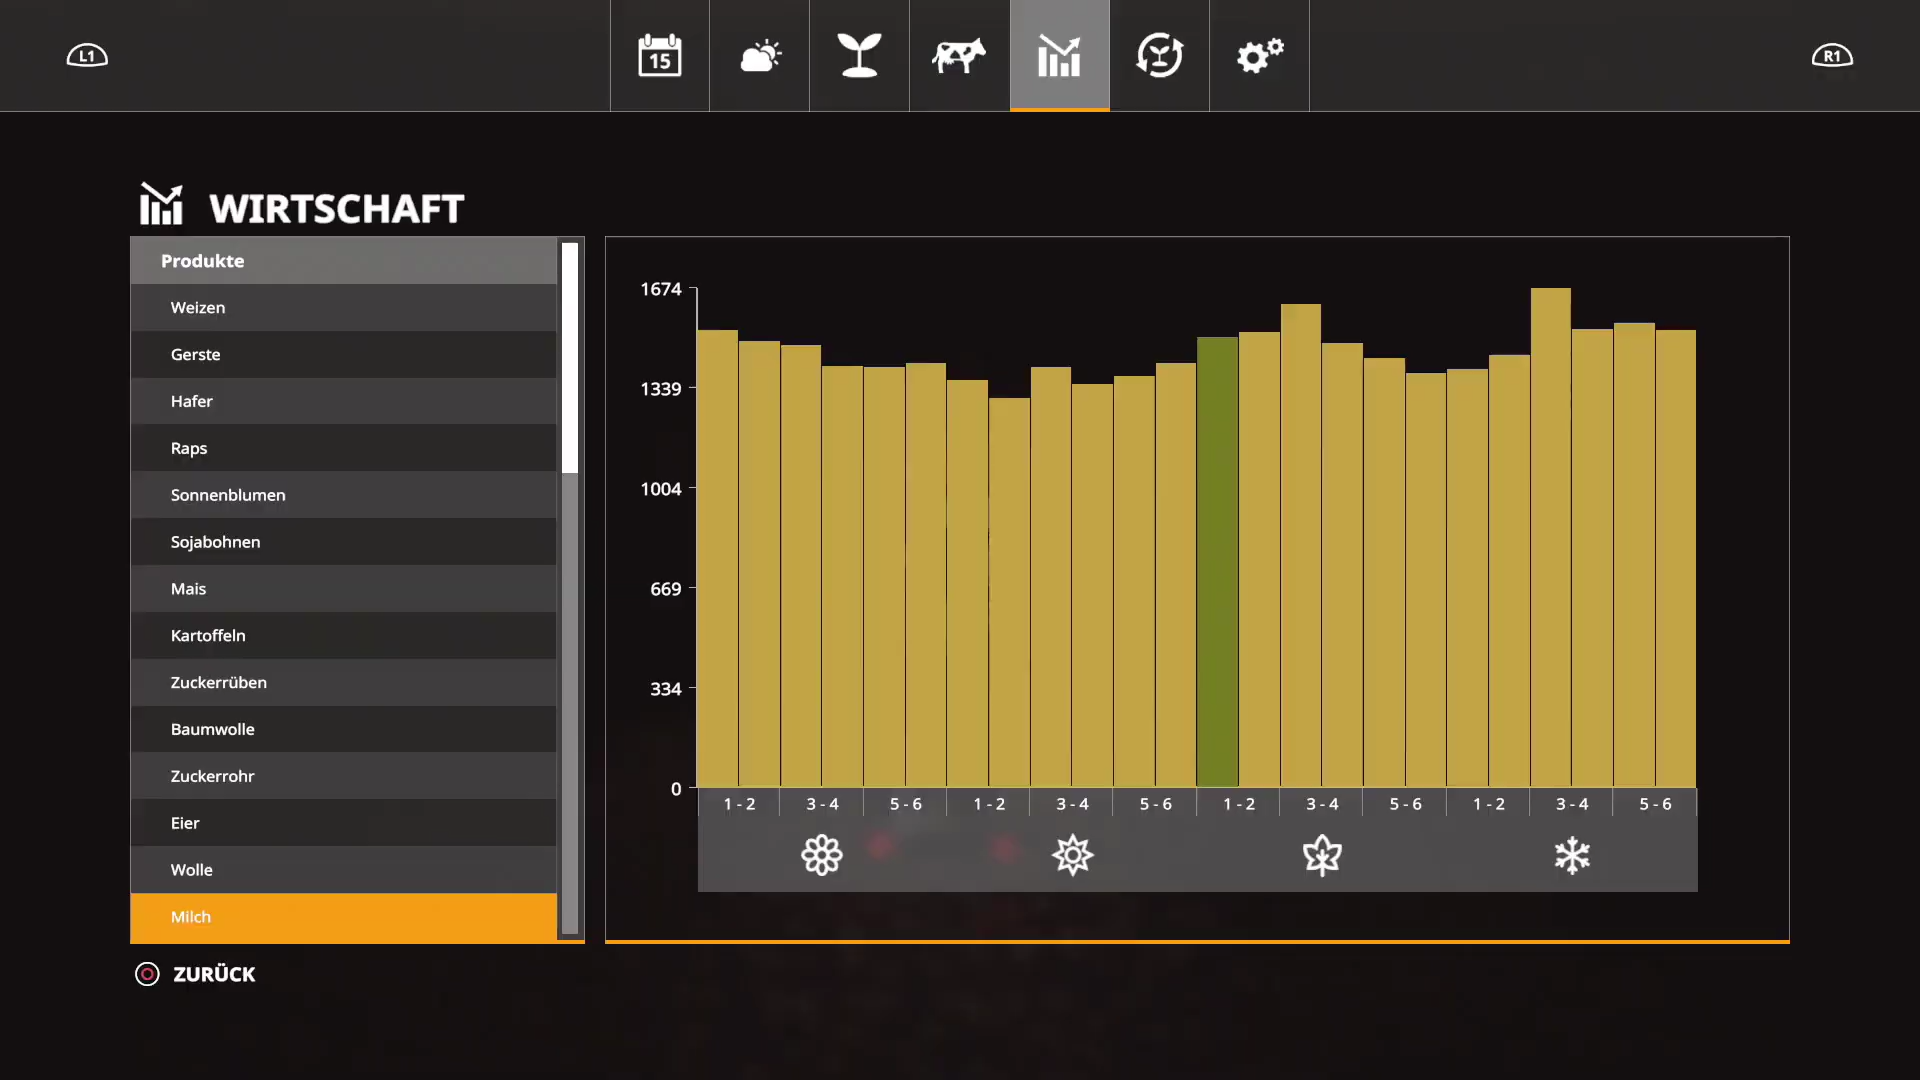 L1
15
R1
WIRTSCHAFT
Produkte
Weizen
Gerste
Hafer
Raps
Sonnenblumen
Sojabohnen
Mais
Kartoffeln
Zuckerrüben
Baumwolle
Zuckerrohr
Eier
Wolle
Milch
1674
1339
1004
669
334
0
1 - 2 3 - 4 5 - 6 1 - 2 3 - 4 5 - 6 1 - 2 3 - 4 5 - 6 1 - 2 3 - 4 5 - 6
ZURÜCK